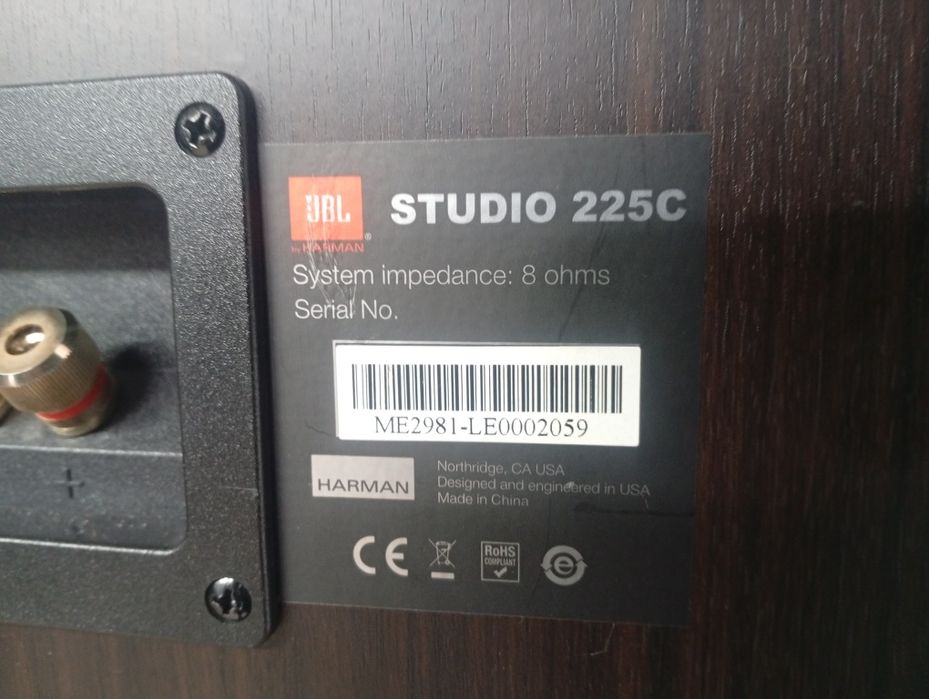 JBL
by HARMAN
®
STUDIO 225C
System impedance: 8 ohms
Serial No.
ME2981-LE0002059
HARMAN
Northridge, CA USA
Designed and engineered in USA
Made in China
CE
RoHS
COMPLIANT
e
+